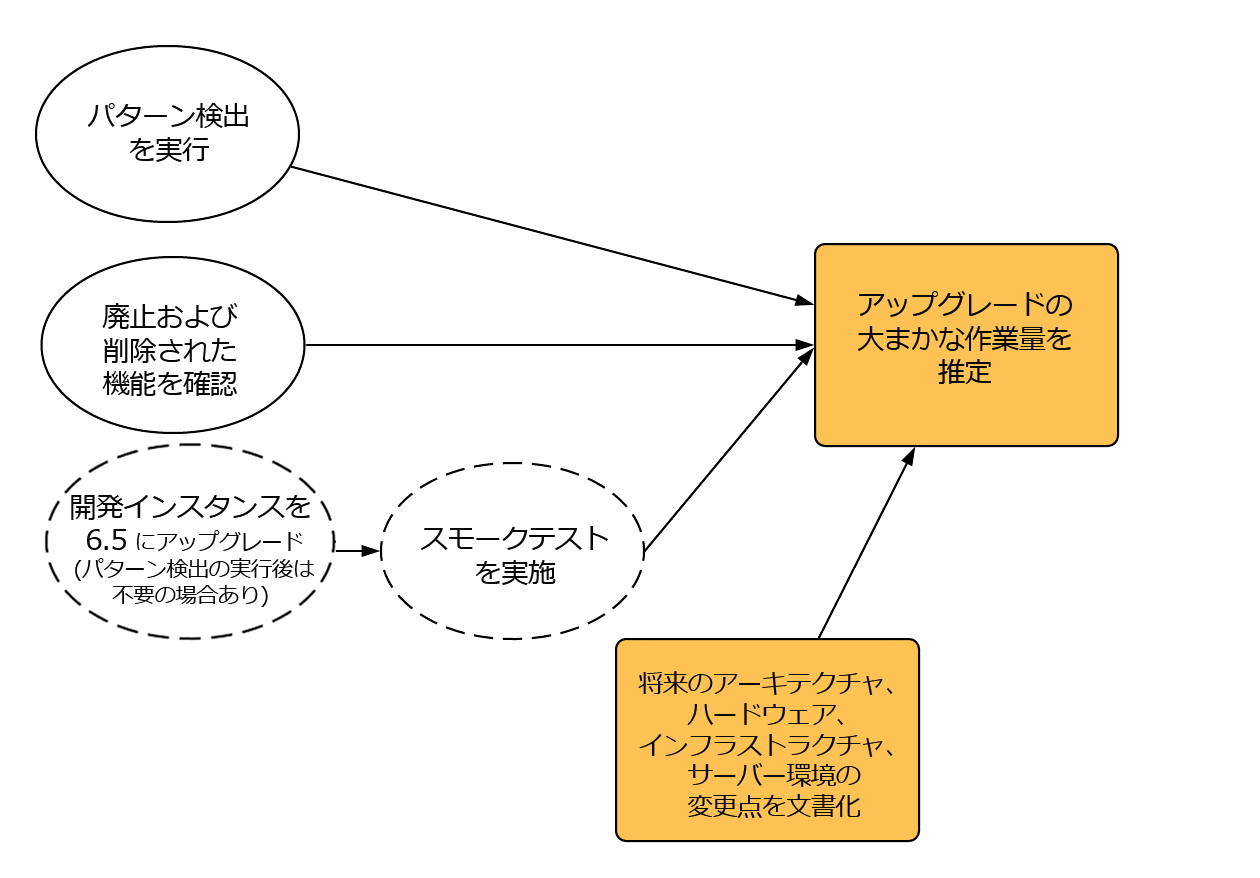 パターン検出
を実行
廃止および
削除された
機能を確認
開発インスタンスを
6.5 にアップグレード
(パターン検出の実行後は
不要の場合あり)
スモークテスト
を実施
アップグレードの
大まかな作業量を
推定
将来のアーキテクチャ、
ハードウェア、
インフラストラクチャ、
サーバー環境の
変更点を文書化